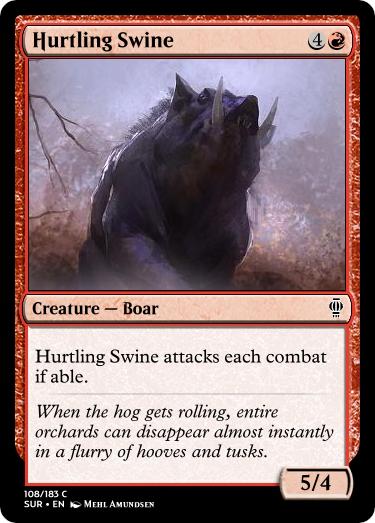 Hurtling Swine 4
Creature — Boar
Hurtling Swine attacks each combat
if able.
When the hog gets rolling, entire
orchards can disappear almost instantly
in a flurry of hooves and tusks.
5/4
108/183 C
SUR • EN Mehl Amundsen